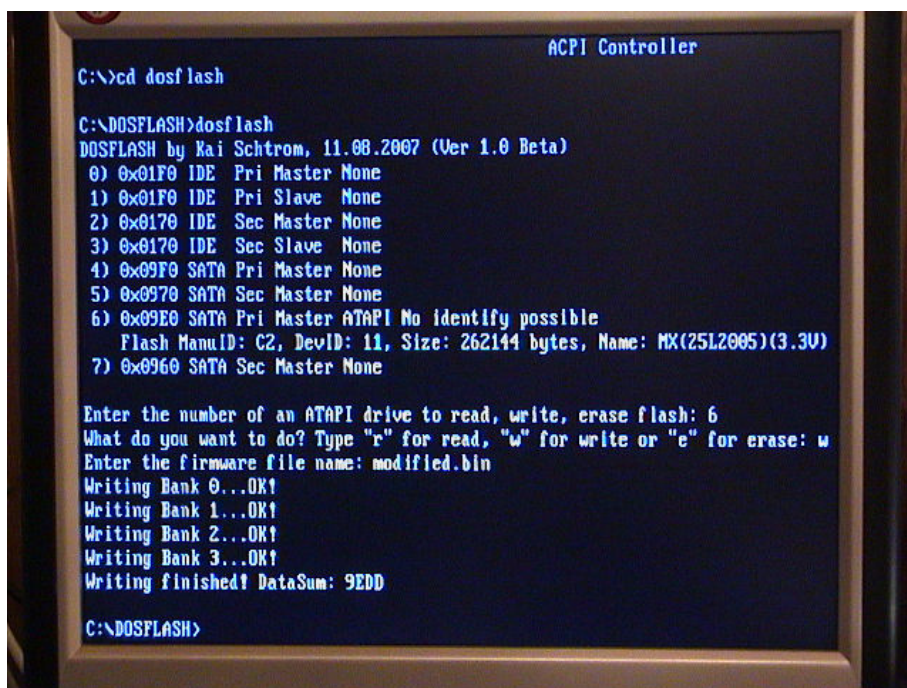 ACPI Controller
C:\>cd dosflash
C:\DOSFLASH>dosflash
DOSFLASH by Kai Schtrom, 11.08.2007 (Ver 1.0 Beta)
0) 0x01F0 IDE Pri Master None
1) 0x01F0 IDE Pri Slave None
2) 0x0170 IDE Sec Master None
3) 0x0170 IDE Sec Slave None
4) 0x09F0 SATA Pri Master None
5) 0x0970 SATA Sec Master None
6) 0x09E0 SATA Pri Master ATAPI No identify possible
Flash ManuID: C2, DevID: 11, Size: 262144 bytes, Name: MX(25L2005)(3.3V)
7) 0x0960 SATA Sec Master None
Enter the number of an ATAPI drive to read, write, erase flash: 6
What do you want to do? Type "r" for read, "w" for write or "e" for erase: w
Enter the firmware file name: modified.bin
Writing Bank 0...OK!
Writing Bank 1...OK!
Writing Bank 2...OK!
Writing Bank 3...OK!
Writing finished! DataSum: 9EDD
C:\DOSFLASH>